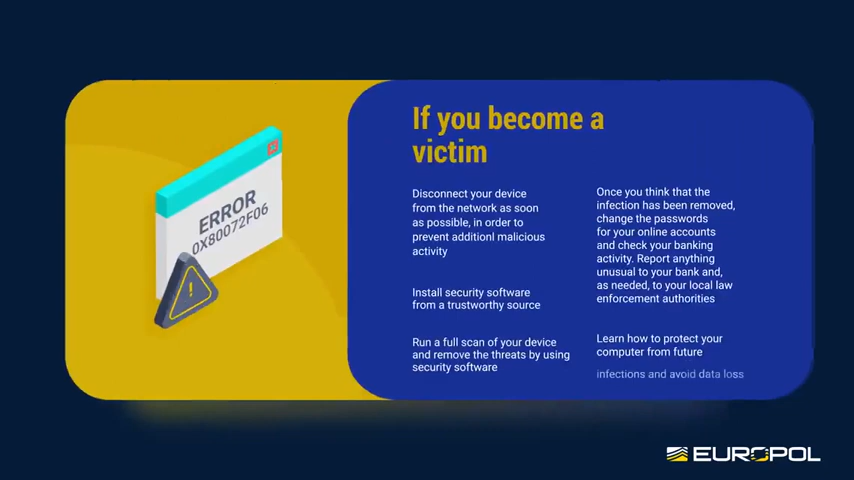 ERROR
0X80072F06
!
If you become a
victim
Disconnect your device
from the network as soon
as possible, in order to
prevent additionl malicious
activity
Install security software
from a trustworthy source
Run a full scan of your device
and remove the threats by using
security software
Once you think that the
infection has been removed,
change the passwords
for your online accounts
and check your banking
activity. Report anything
unusual to your bank and,
as needed, to your local law
enforcement authorities
Learn how to protect your
computer from future
infections and avoid data loss
EUROPOL